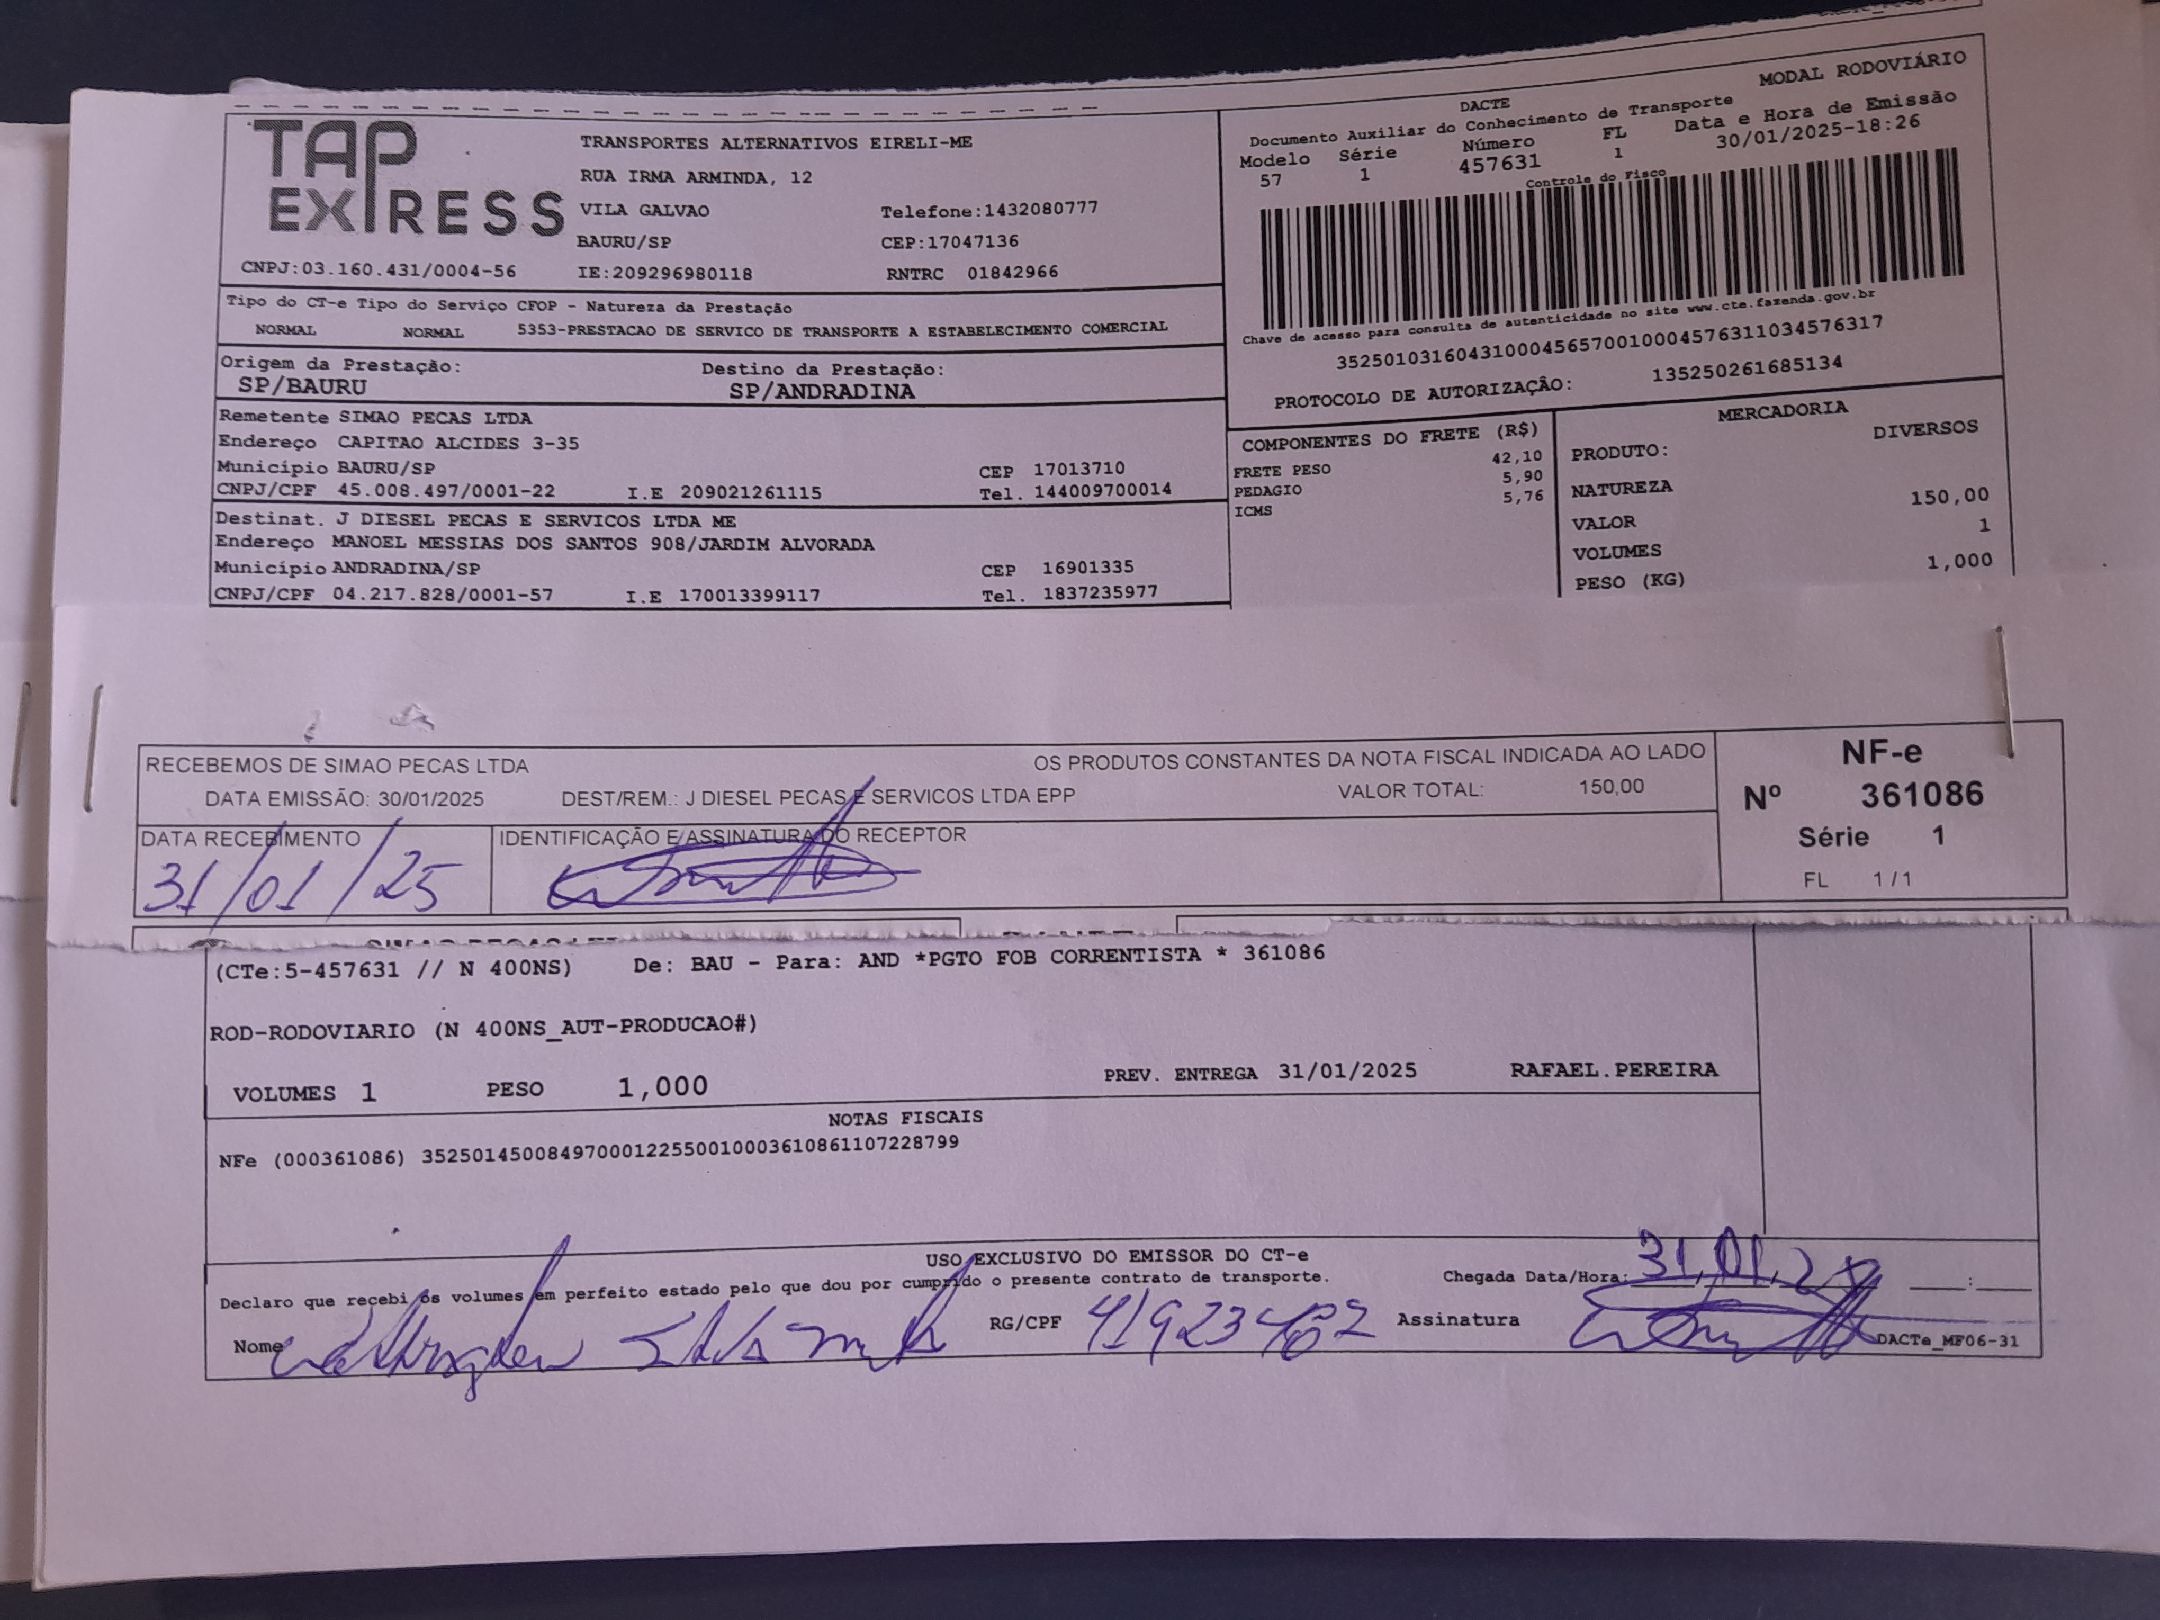 TAP EXPRESS
TRANSPORTES ALTERNATIVOS EIRELI-ME
RUA IRMA ARMINDA, 12
VILA GALVAO Telefone:1432080777
BAURU/SP CEP:17047136
CNPJ:03.160.431/0004-56 IE:209296980118 RNTRC 01842966
Tipo do CT-e Tipo do Serviço CFOP - Natureza da Prestação
NORMAL NORMAL 5353-PRESTACAO DE SERVICO DE TRANSPORTE A ESTABELECIMENTO COMERCIAL
Origem da Prestação: Destino da Prestação:
SP/BAURU SP/ANDRADINA
Remetente SIMAO PECAS LTDA
Endereço CAPITAO ALCIDES 3-35
Município BAURU/SP CEP 17013710
CNPJ/CPF 45.008.497/0001-22 I.E 209021261115 Tel. 144009700014
Destinat. J DIESEL PECAS E SERVICOS LTDA ME
Endereço MANOEL MESSIAS DOS SANTOS 908/JARDIM ALVORADA
Município ANDRADINA/SP CEP 16901335
CNPJ/CPF 04.217.828/0001-57 I.E 170013399117 Tel. 1837235977
DACTE MODAL RODOVIÁRIO
Documento Auxiliar do Conhecimento de Transporte
Modelo Série Número FL Data e Hora de Emissão
57 1 457631 1 30/01/2025-18:26
Controle do Fisco
Chave de acesso para consulta de autenticidade no site www.cte.fazenda.gov.br
35250103160431000456570010004576311034576317
PROTOCOLO DE AUTORIZAÇÃO: 135250261685134
COMPONENTES DO FRETE (R$)
FRETE PESO 42,10
PEDAGIO 5,90
ICMS 5,76
MERCADORIA
PRODUTO: DIVERSOS
NATUREZA
VALOR 150,00
VOLUMES 1
PESO (KG) 1,000
RECEBEMOS DE SIMAO PECAS LTDA OS PRODUTOS CONSTANTES DA NOTA FISCAL INDICADA AO LADO
DATA EMISSÃO: 30/01/2025 DEST/REM.: J DIESEL PECAS E SERVICOS LTDA EPP VALOR TOTAL: 150,00
DATA RECEBIMENTO IDENTIFICAÇÃO E ASSINATURA DO RECEPTOR
31/01/25
NF-e
Nº 361086
Série 1
FL 1/1
(CTe:5-457631 // N 400NS) De: BAU - Para: AND *PGTO FOB CORRENTISTA * 361086
ROD-RODOVIARIO (N 400NS_AUT-PRODUCAO#)
VOLUMES 1 PESO 1,000 PREV. ENTREGA 31/01/2025 RAFAEL.PEREIRA
NOTAS FISCAIS
NFe (000361086) 35250145008497000122550010003610861107228799
USO EXCLUSIVO DO EMISSOR DO CT-e
Declaro que recebi os volumes em perfeito estado pelo que dou por cumprido o presente contrato de transporte. Chegada Data/Hora: 31,01,25 ___:___
Nome RG/CPF 41923482 Assinatura
DACTe_MF06-31